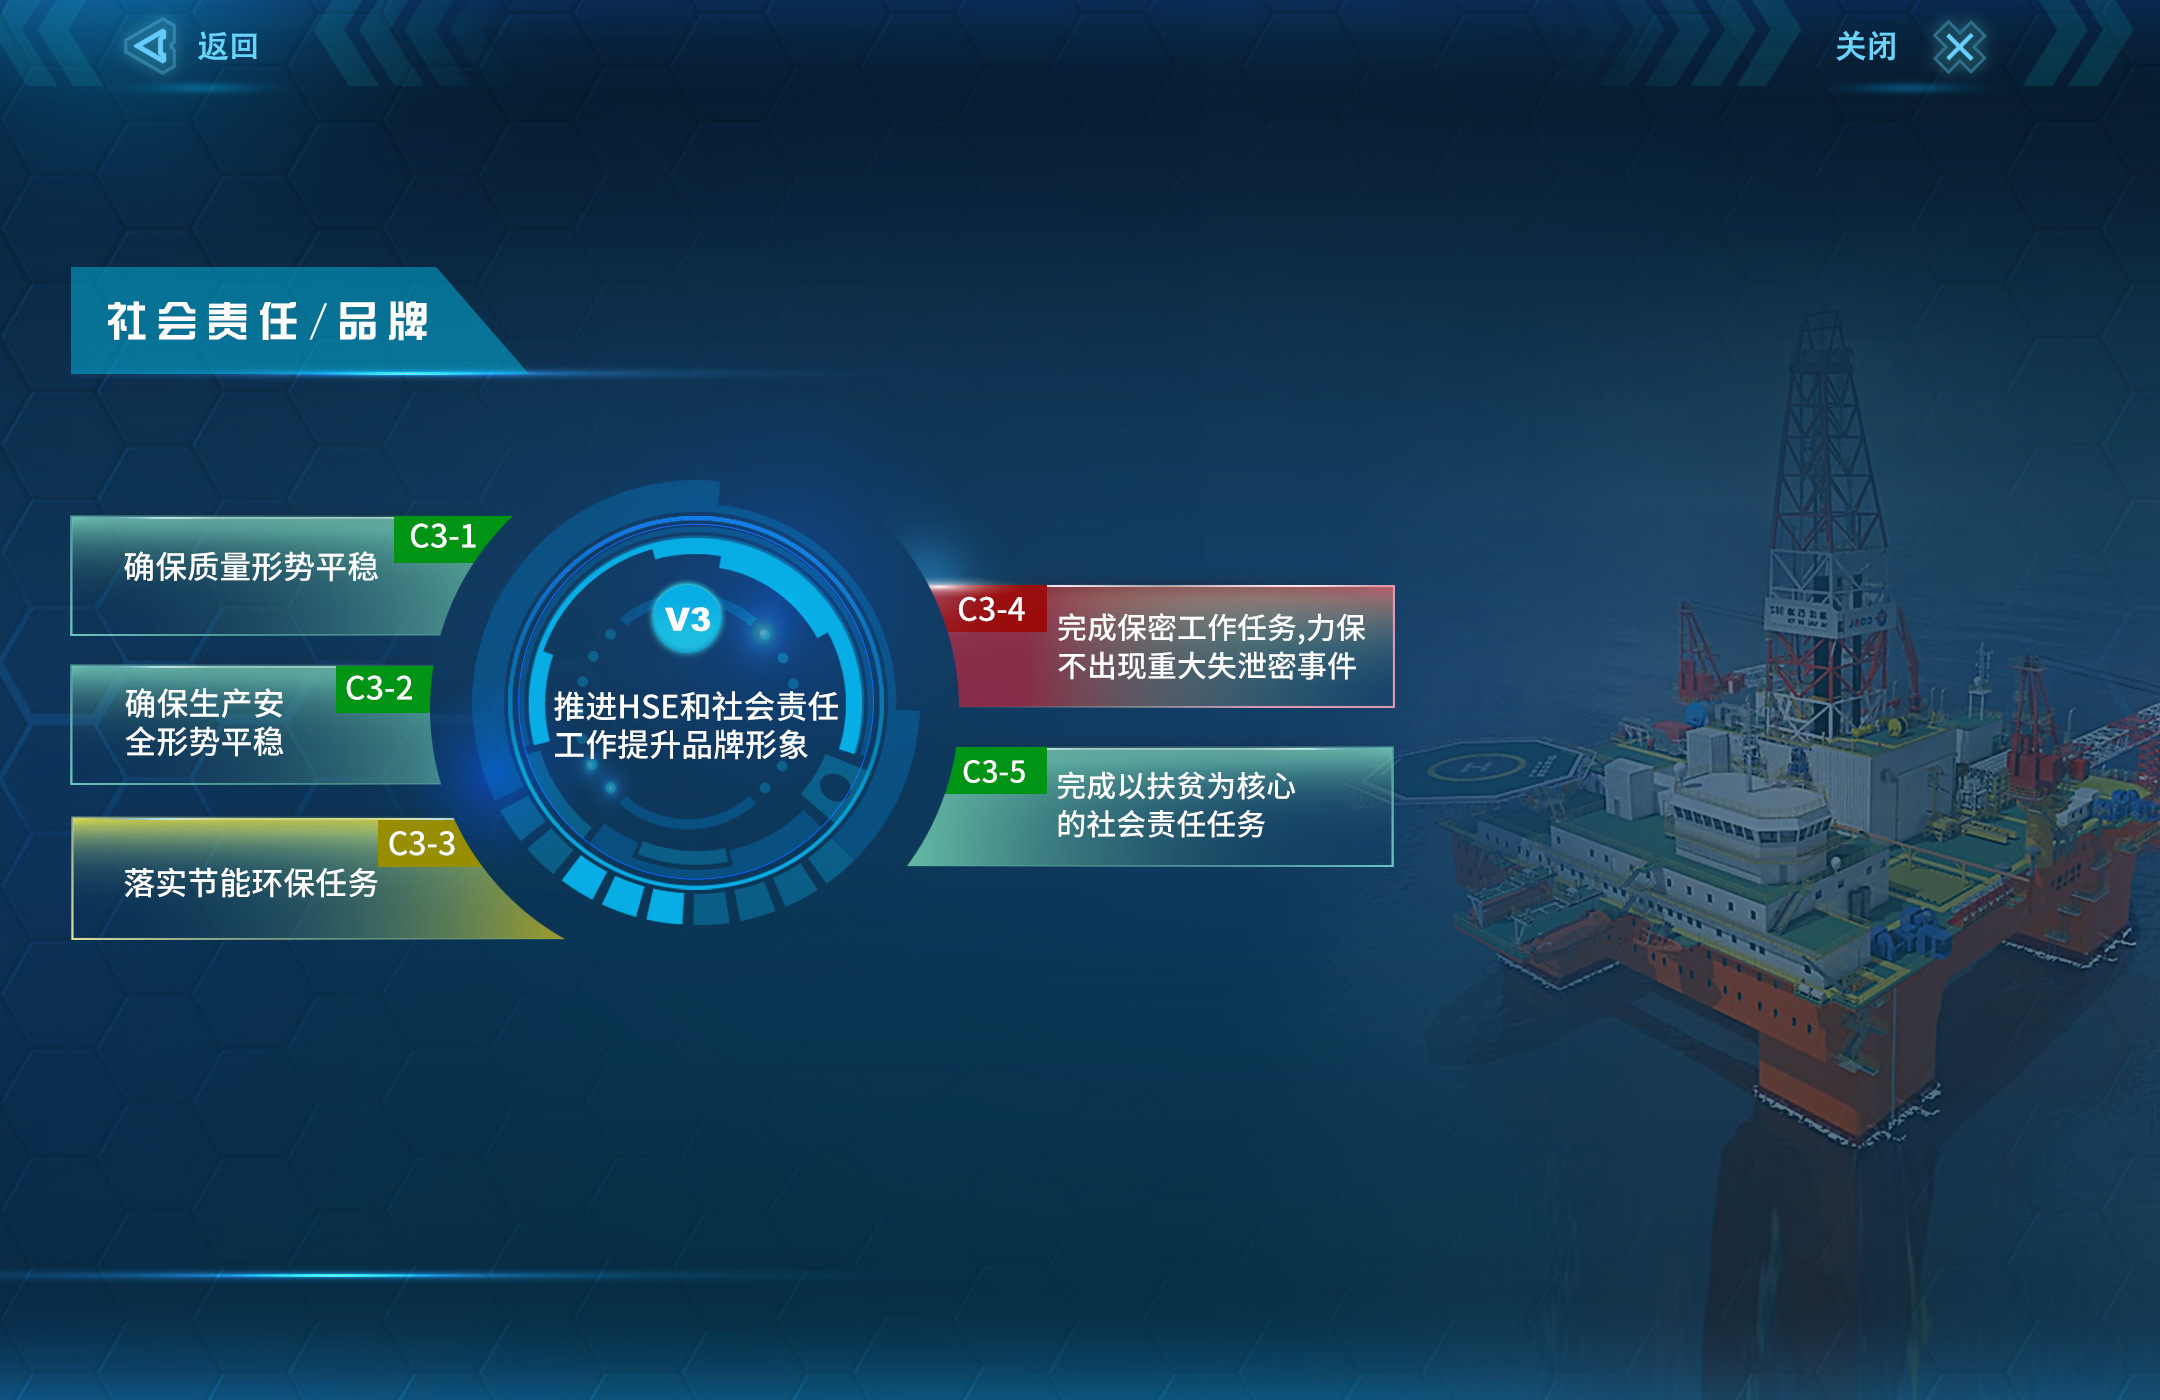 返回
关闭
社会责任/品牌
C3-1
确保质量形势平稳
C3-2
确保生产安
全形势平稳
C3-3
落实节能环保任务
V3
推进HSE和社会责任
工作提升品牌形象
C3-4
完成保密工作任务,力保
不出现重大失泄密事件
C3-5
完成以扶贫为核心
的社会责任任务